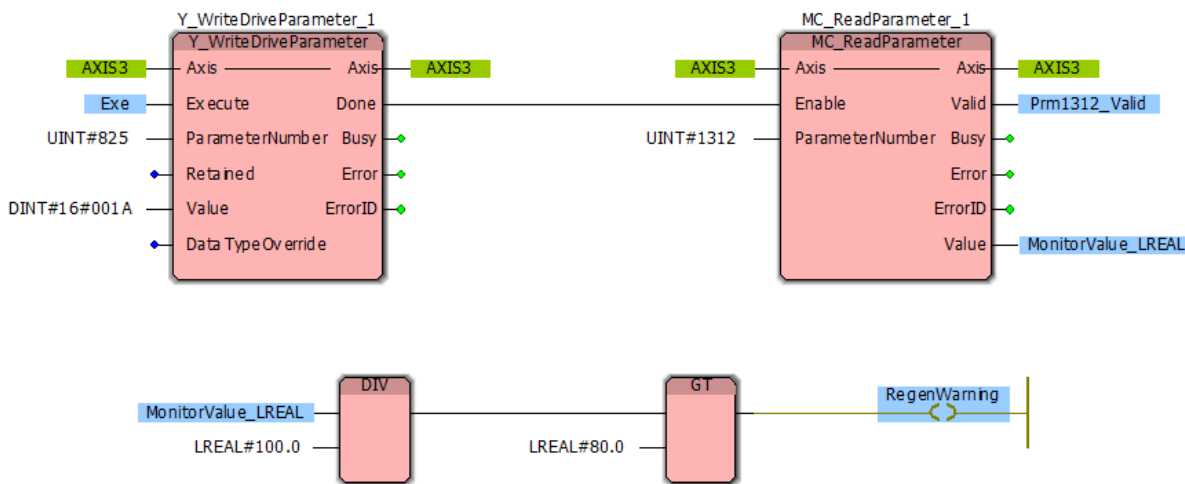 Y_WriteDriveParameter_1
MC_ReadParameter_1
Y_WriteDriveParameter
MC_ReadParameter
AXIS3 Axis Axis AXIS3
AXIS3 Axis Axis AXIS3
Exe Execute Done
Enable Valid Prm1312_Valid
UINT#825 ParameterNumber Busy
UINT#1312 ParameterNumber Busy
Retained Error
Error
DINT#16#001A Value ErrorID
ErrorID
DataTypeOverride
Value MonitorValue_LREAL
DIV
GT
MonitorValue_LREAL
RegenWarning
LREAL#100.0
LREAL#80.0